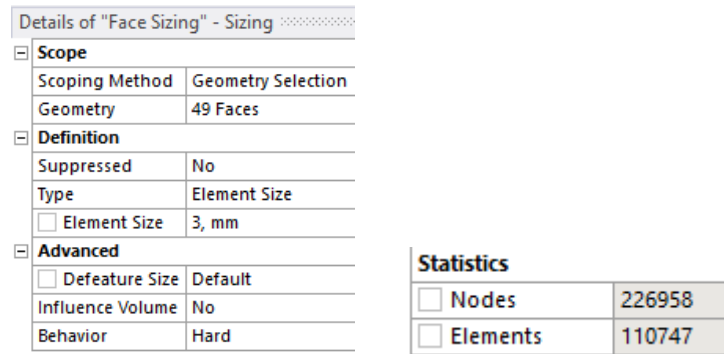 Details of "Face Sizing" - Sizing
Scope
Scoping Method Geometry Selection
Geometry 49 Faces
Definition
Suppressed No
Type Element Size
Element Size 3, mm
Advanced
Defeature Size Default
Influence Volume No
Behavior Hard
Statistics
Nodes 226958
Elements 110747